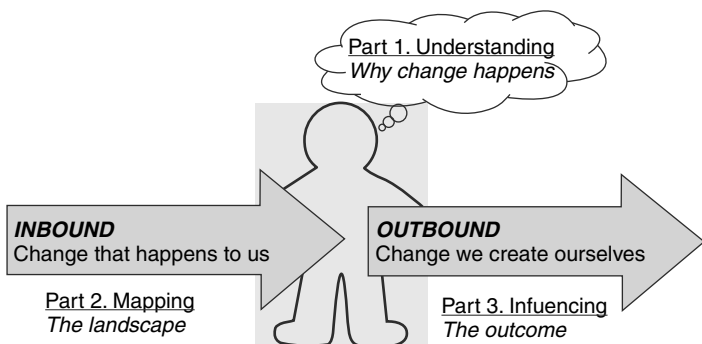 Part 1. Understanding
Why change happens
INBOUND
Change that happens to us
OUTBOUND
Change we create ourselves
Part 2. Mapping
The landscape
Part 3. Infuencing
The outcome